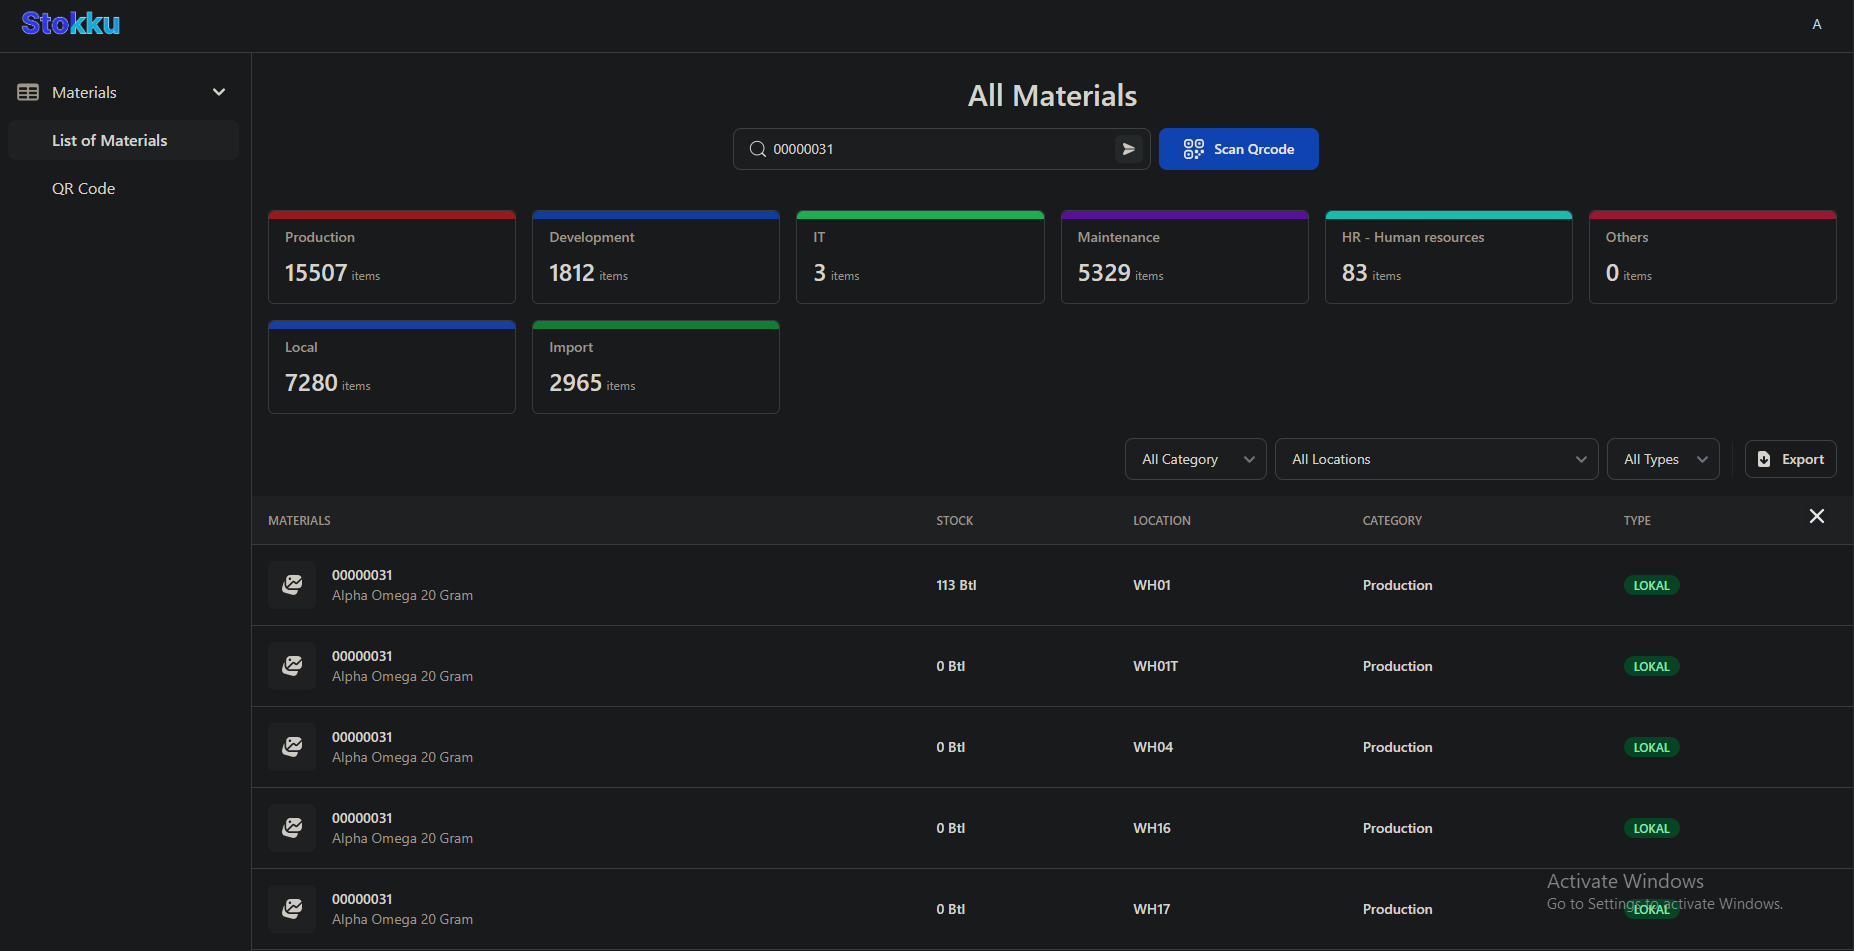 Stokku
A
Materials
List of Materials
QR Code
All Materials
00000031
Scan Qrcode
Production
15507 items
Development
1812 items
IT
3 items
Maintenance
5329 items
HR - Human resources
83 items
Others
0 items
Local
7280 items
Import
2965 items
All Category
All Locations
All Types
Export
MATERIALS STOCK LOCATION CATEGORY TYPE
00000031
Alpha Omega 20 Gram
113 Btl WH01 Production LOKAL
00000031
Alpha Omega 20 Gram
0 Btl WH01T Production LOKAL
00000031
Alpha Omega 20 Gram
0 Btl WH04 Production LOKAL
00000031
Alpha Omega 20 Gram
0 Btl WH16 Production LOKAL
00000031
Alpha Omega 20 Gram
0 Btl WH17 Production LOKAL
Activate Windows
Go to Settings to activate Windows.